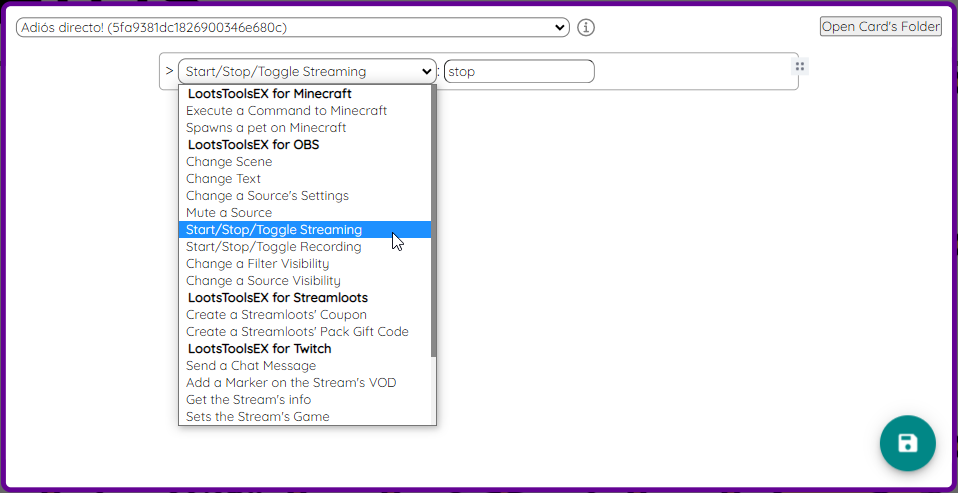 Adiós directo! (5fa9381dc1826900346e680c)
Open Card's Folder
> Start/Stop/Toggle Streaming : stop
LootsToolsEX for Minecraft
Execute a Command to Minecraft
Spawns a pet on Minecraft
LootsToolsEX for OBS
Change Scene
Change Text
Change a Source's Settings
Mute a Source
Start/Stop/Toggle Streaming
Start/Stop/Toggle Recording
Change a Filter Visibility
Change a Source Visibility
LootsToolsEX for Streamloots
Create a Streamloots' Coupon
Create a Streamloots' Pack Gift Code
LootsToolsEX for Twitch
Send a Chat Message
Add a Marker on the Stream's VOD
Get the Stream's info
Sets the Stream's Game